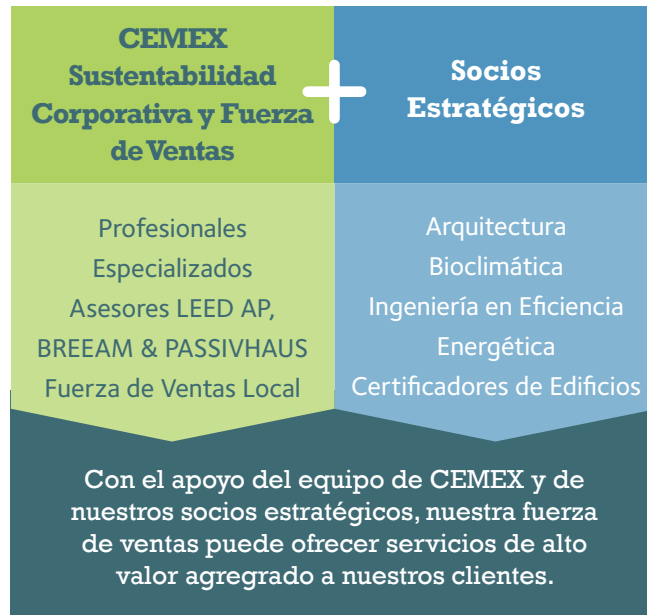 CEMEX
Sustentabilidad
Corporativa y Fuerza
de Ventas
+
Socios
Estratégicos
Profesionales
Especializados
Asesores LEED AP,
BREEAM & PASSIVHAUS
Fuerza de Ventas Local
Arquitectura
Bioclimática
Ingeniería en Eficiencia
Energética
Certificadores de Edificios
Con el apoyo del equipo de CEMEX y de
nuestros socios estratégicos, nuestra fuerza
de ventas puede ofrecer servicios de alto
valor agregrado a nuestros clientes.